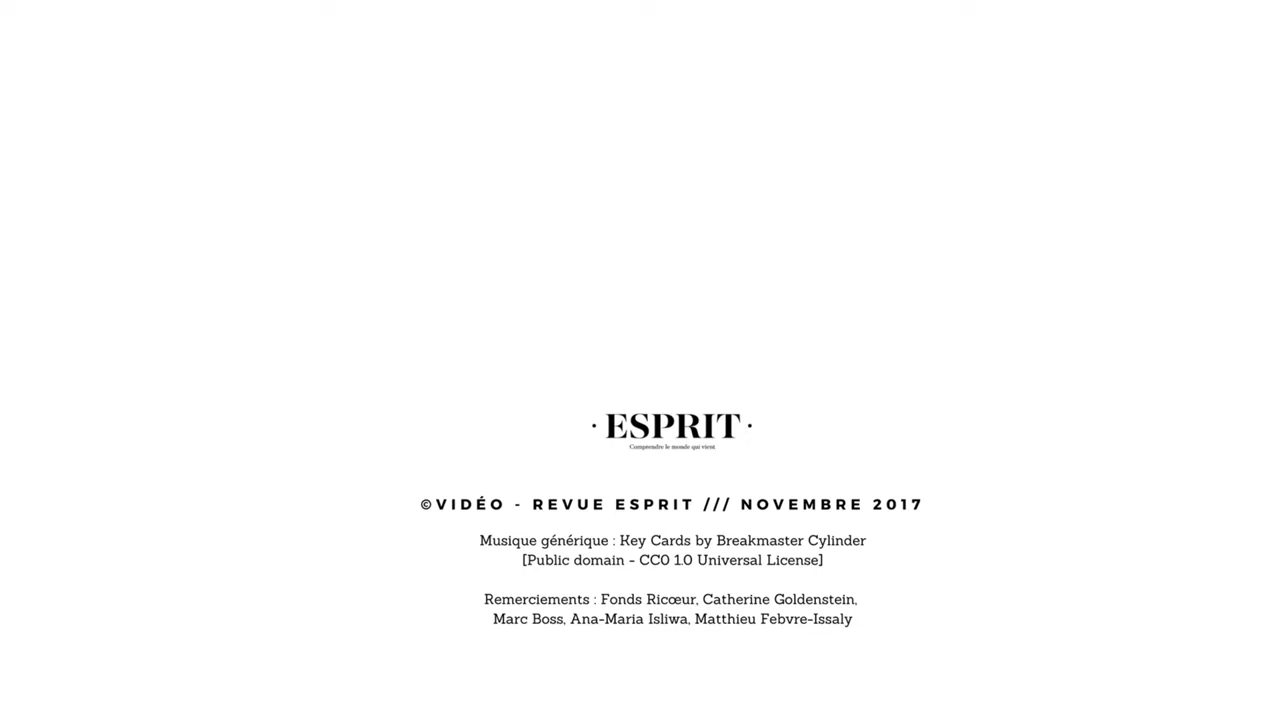 · ESPRIT ·
Comprendre le monde qui vient
©VIDÉO - REVUE ESPRIT /// NOVEMBRE 2017
Musique générique : Key Cards by Breakmaster Cylinder
[Public domain - CC0 1.0 Universal License]
Remerciements : Fonds Ricœur, Catherine Goldenstein,
Marc Boss, Ana-Maria Isliwa, Matthieu Febvre-Issaly